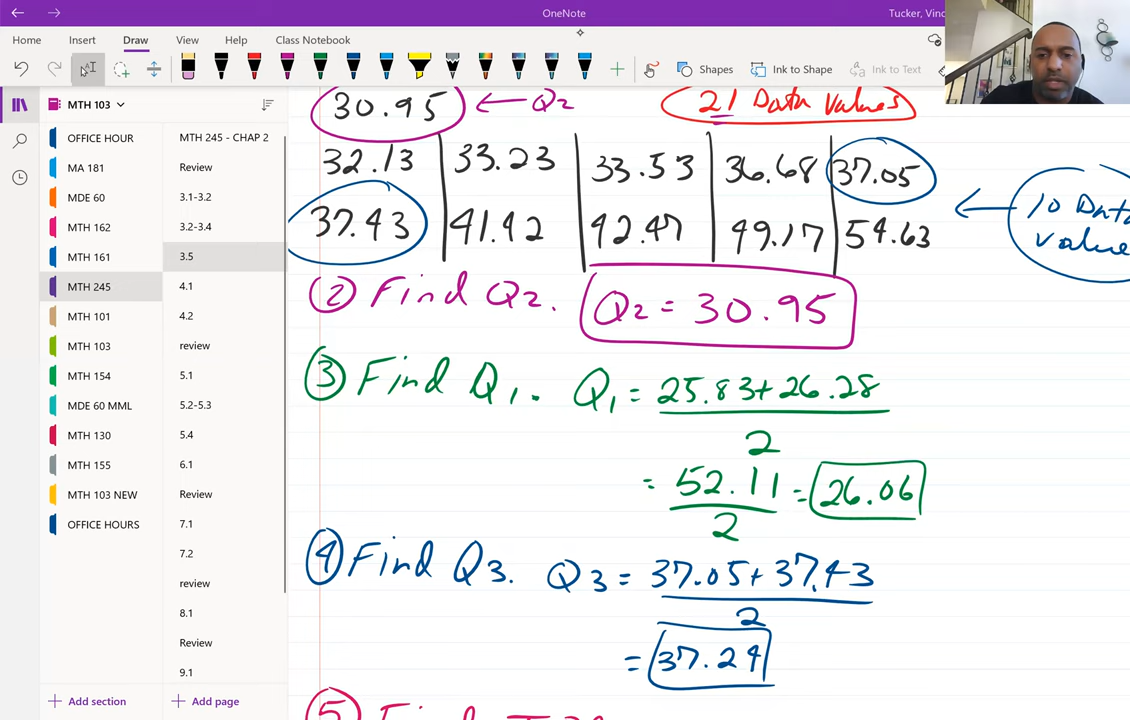 OneNote
Tucker, Vinc
Home Insert Draw View Help Class Notebook
Shapes Ink to Shape Ink to Text
MTH 103
OFFICE HOUR
MA 181
MDE 60
MTH 162
MTH 161
MTH 245
MTH 101
MTH 103
MTH 154
MDE 60 MML
MTH 130
MTH 155
MTH 103 NEW
OFFICE HOURS
Add section
MTH 245 - CHAP 2
Review
3.1-3.2
3.2-3.4
3.5
4.1
4.2
review
5.1
5.2-5.3
5.4
6.1
Review
7.1
7.2
review
8.1
Review
9.1
Add page
30.95 ← Q2 21 Data Values
32.13 33.23 33.53 36.68 37.05
37.43 41.42 42.47 49.17 54.63
← 10 Data
Value
② Find Q2. Q2 = 30.95
③ Find Q1. Q1 = 25.83+26.28
2
= 52.11 = 26.06
2
④ Find Q3. Q3 = 37.05+37.43
2
= 37.24
⑤ Find